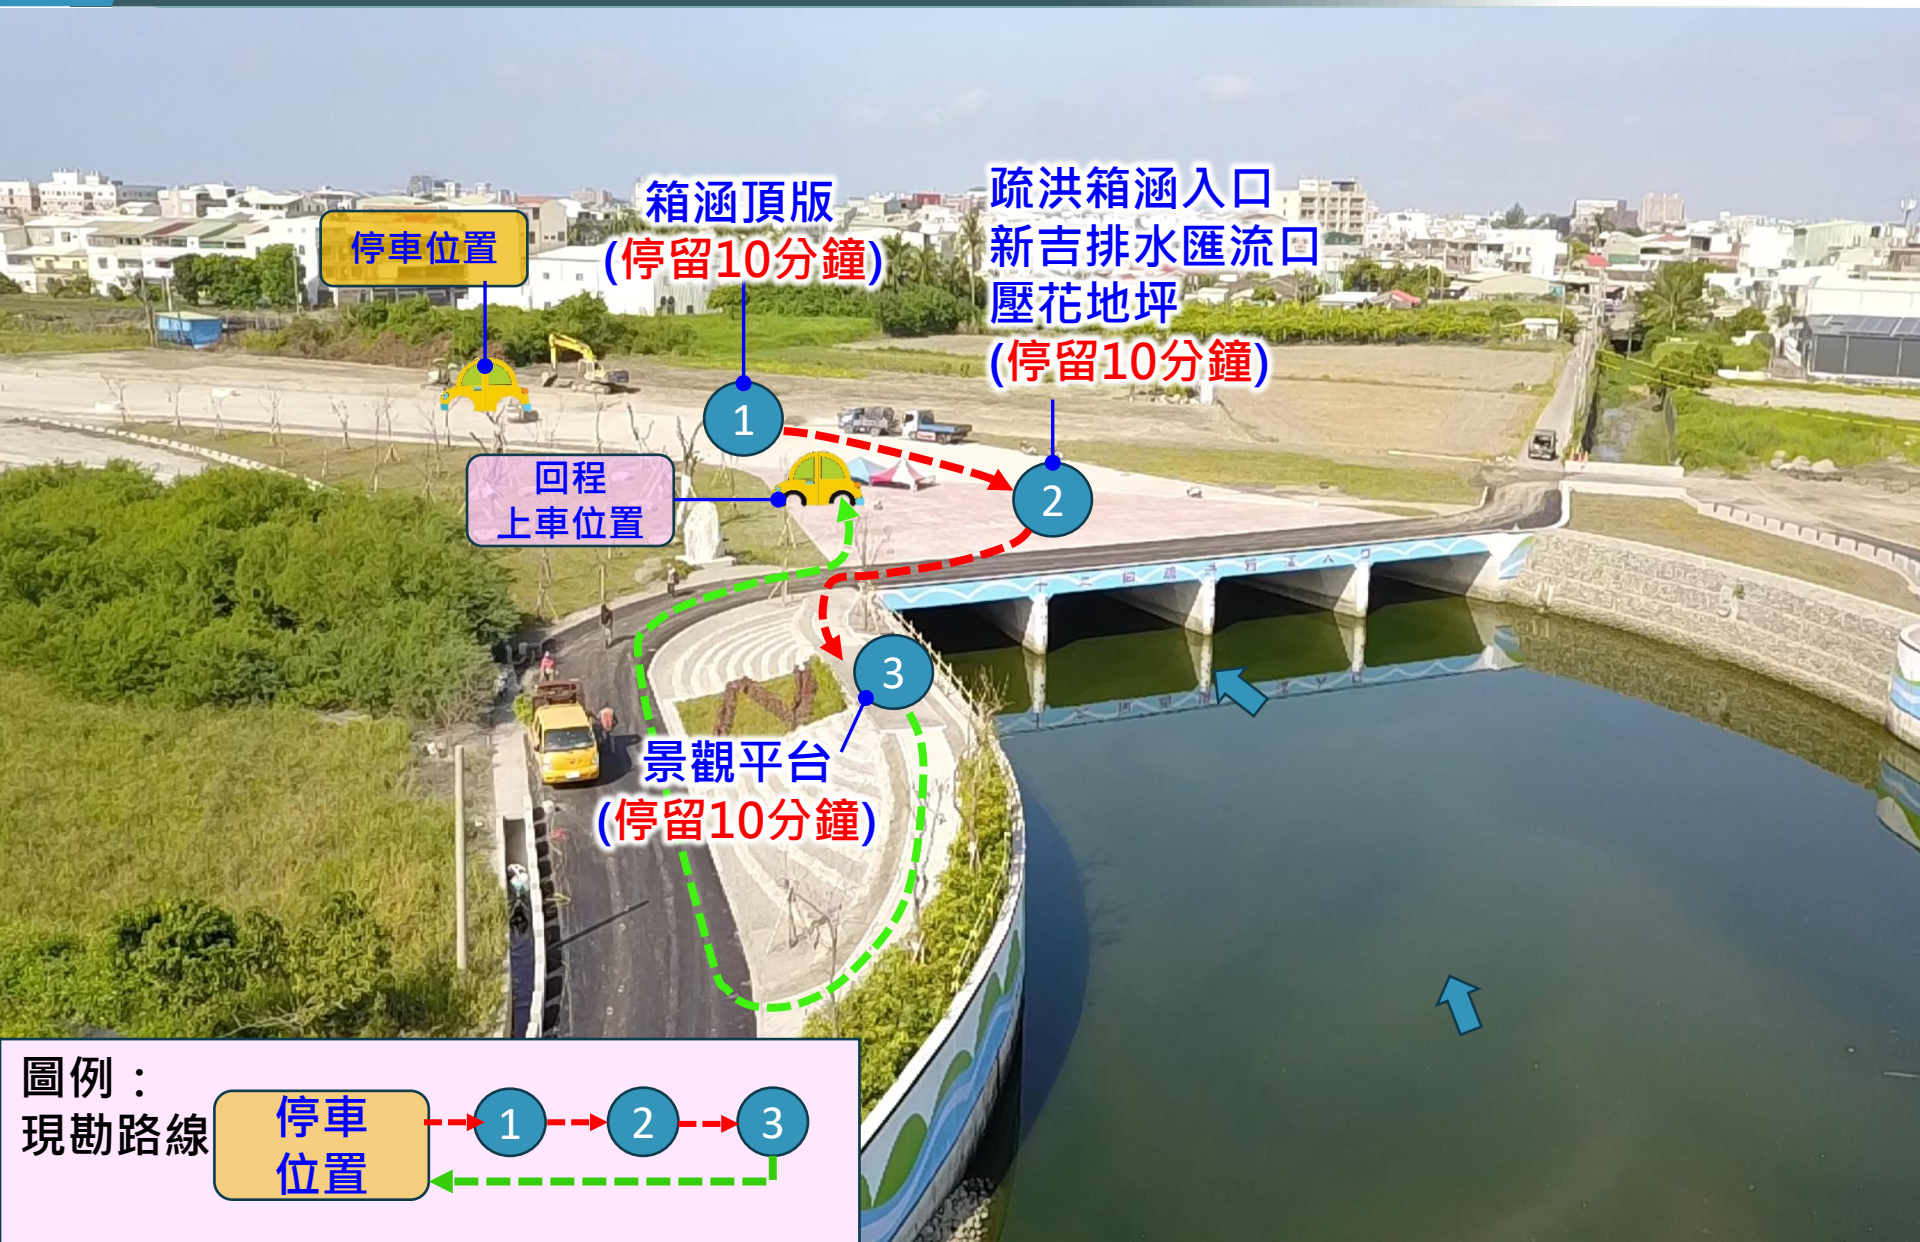 箱涵頂版
(停留10分鐘)
疏洪箱涵入口
新吉排水匯流口
壓花地坪
(停留10分鐘)
停車位置
1
回程
上車位置
2
3
景觀平台
(停留10分鐘)
圖例：
現勘路線
停車
位置
1
2
3